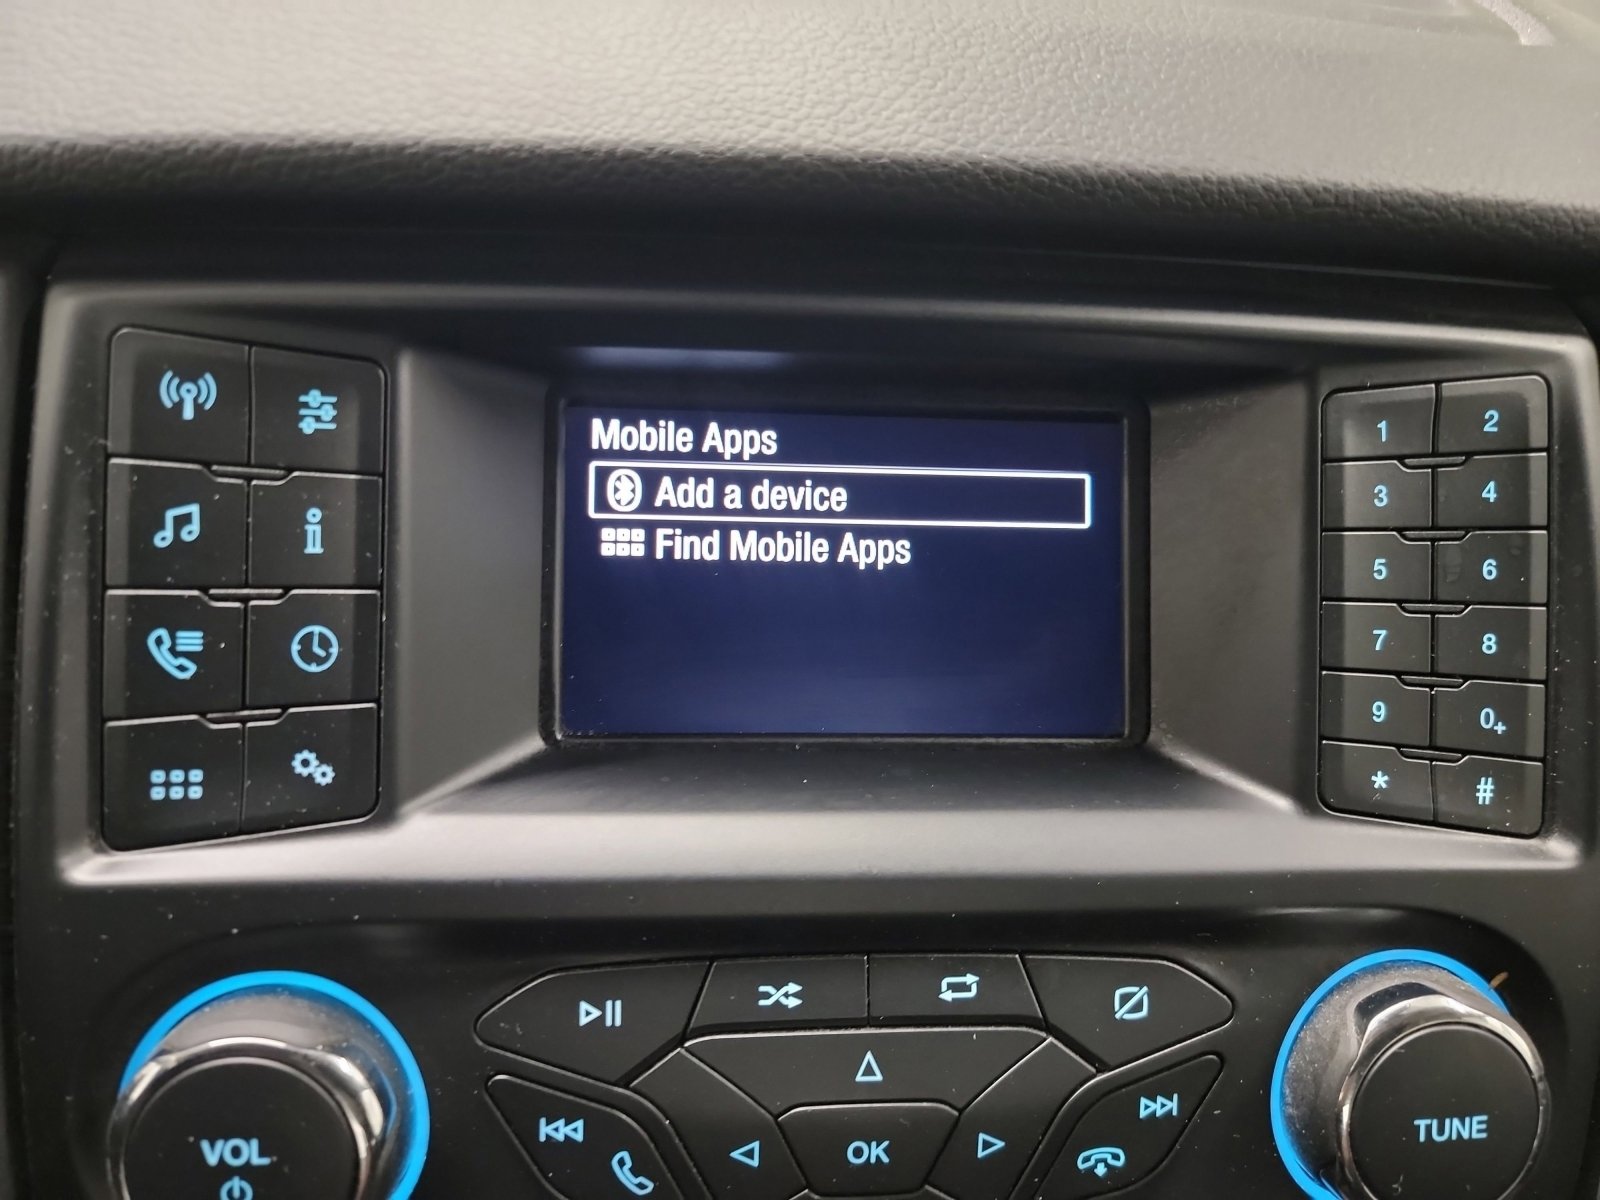 Mobile Apps
Add a device
Find Mobile Apps
1 2
3 4
5 6
7 8
9 0+
* #
VOL
OK
TUNE